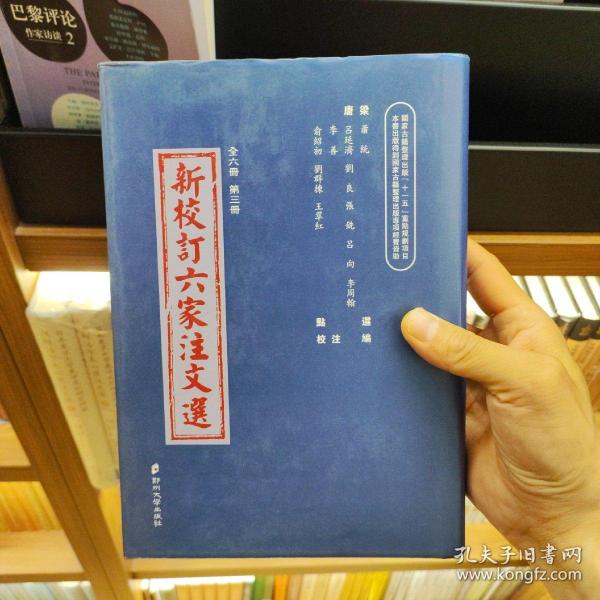 國家古籍整理出版「十一五」重點規劃項目
本書出版得到國家古籍整理出版專項經費資助
梁 蕭統 選編
唐 呂延濟 劉良 張銑 呂向 李周翰
李善 注
俞紹初 劉群棟 王翠紅 點校
全六冊 第三冊
新校訂六家注文選
鄭州大學出版社
巴黎评论
作家访谈2
THE PA
孔夫子旧书网
www.kongfz.com